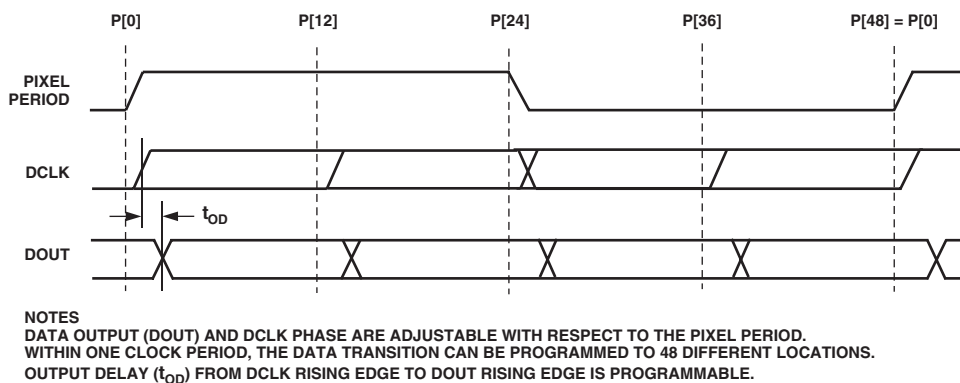 P[0] P[12] P[24] P[36] P[48] = P[0]
PIXEL
PERIOD
DCLK
tOD
DOUT
NOTES
DATA OUTPUT (DOUT) AND DCLK PHASE ARE ADJUSTABLE WITH RESPECT TO THE PIXEL PERIOD.
WITHIN ONE CLOCK PERIOD, THE DATA TRANSITION CAN BE PROGRAMMED TO 48 DIFFERENT LOCATIONS.
OUTPUT DELAY (tOD) FROM DCLK RISING EDGE TO DOUT RISING EDGE IS PROGRAMMABLE.